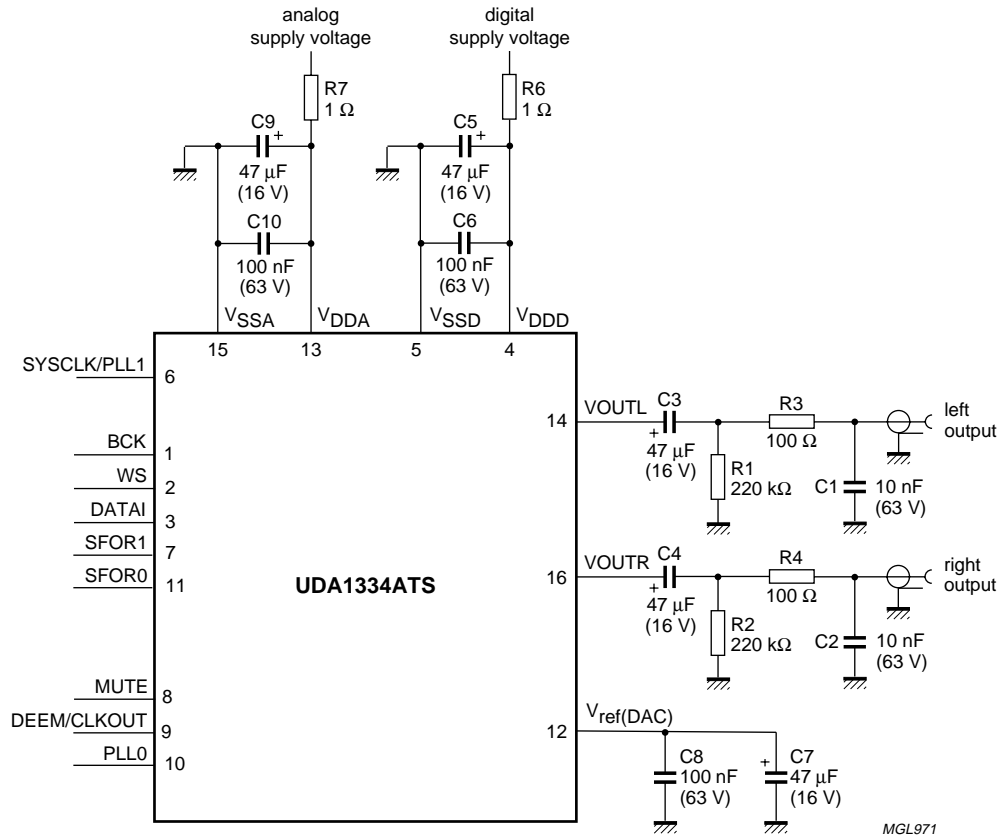 analog
supply voltage
digital
supply voltage
R7
1 Ω
R6
1 Ω
C9
+
47 μF
(16 V)
C5
+
47 μF
(16 V)
C10
100 nF
(63 V)
C6
100 nF
(63 V)
VSSA
VDDA
VSSD
VDDD
15
13
5
4
SYSCLK/PLL1
6
BCK
1
WS
2
DATAI
3
SFOR1
7
SFOR0
11
MUTE
8
DEEM/CLKOUT
9
PLL0
10
UDA1334ATS
14
VOUTL
C3
+
47 μF
(16 V)
R1
220 kΩ
R3
100 Ω
C1
10 nF
(63 V)
left
output
16
VOUTR
C4
+
47 μF
(16 V)
R2
220 kΩ
R4
100 Ω
C2
10 nF
(63 V)
right
output
12
Vref(DAC)
C8
100 nF
(63 V)
+
C7
47 μF
(16 V)
MGL971